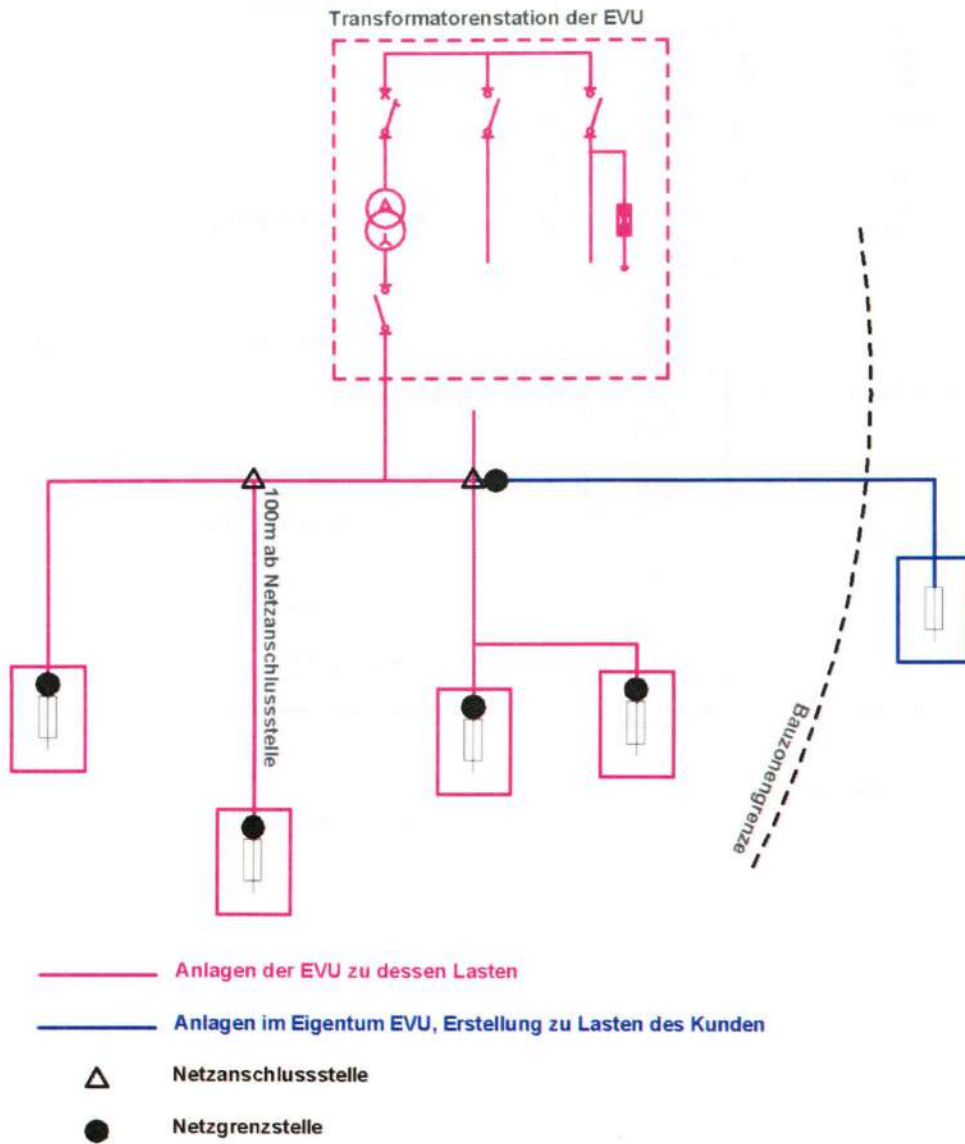 Transformatorenstation der EVU
100m ab Netzanschlussstelle
Bauzonengrenze
Anlagen der EVU zu dessen Lasten
Anlagen im Eigentum EVU, Erstellung zu Lasten des Kunden
Netzanschlussstelle
Netzgrenzstelle